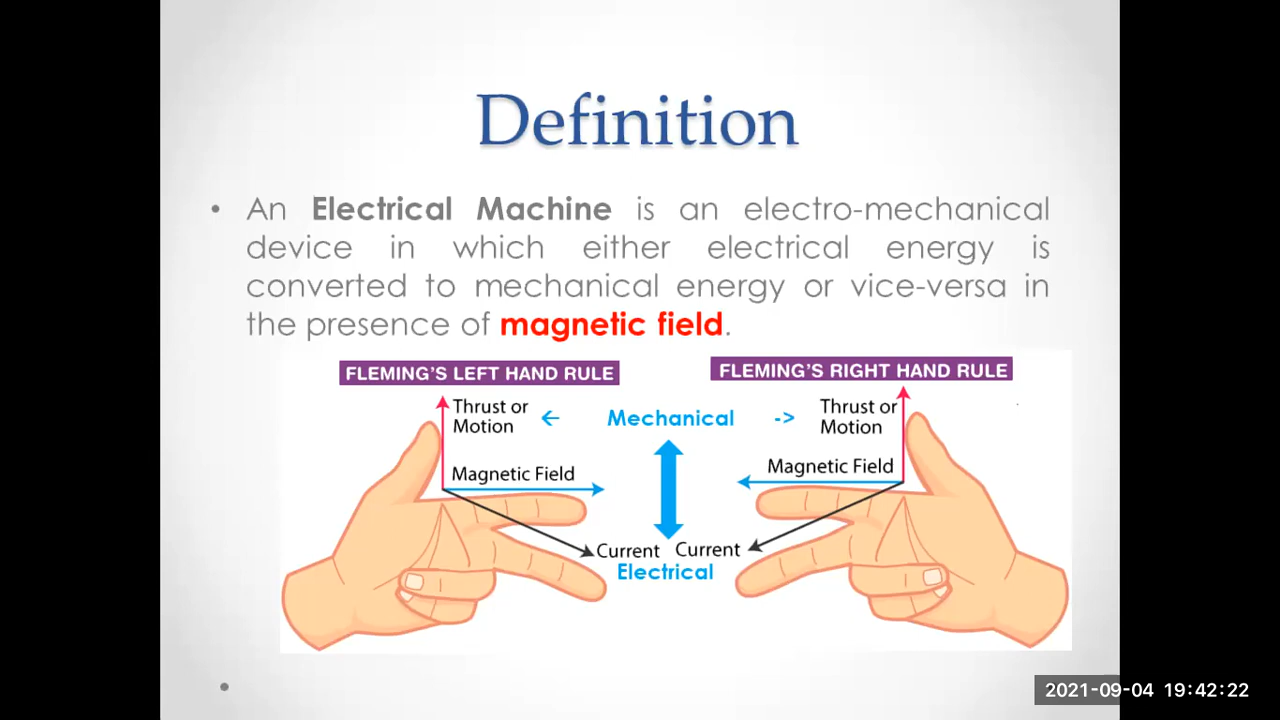 Definition
• An Electrical Machine is an electro-mechanical
device in which either electrical energy is
converted to mechanical energy or vice-versa in
the presence of magnetic field.
FLEMING'S LEFT HAND RULE
FLEMING'S RIGHT HAND RULE
Thrust or
Motion
<- Mechanical ->
Thrust or
Motion
Magnetic Field
Magnetic Field
Current Current
Electrical
2021-09-04 19:42:22